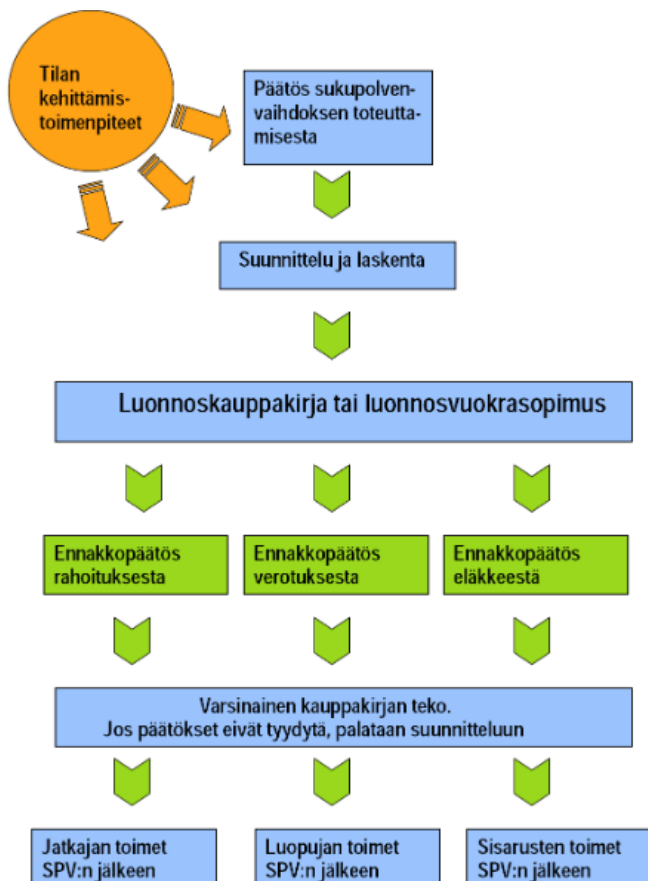 Tilan
kehittämis-
toimenpiteet
Päätös sukupolven-
vaihdoksen toteutta-
misesta
Suunnittelu ja laskenta
Luonnoskauppakirja tai luonnosvuokrasopimus
Ennakkopäätös
rahoituksesta
Ennakkopäätös
verotuksesta
Ennakkopäätös
eläkkeestä
Varsinainen kauppakirjan teko.
Jos päätökset eivät tyydytä, palataan suunnitteluun
Jatkajan toimet
SPV:n jälkeen
Luopujan toimet
SPV:n jälkeen
Sisarusten toimet
SPV:n jälkeen